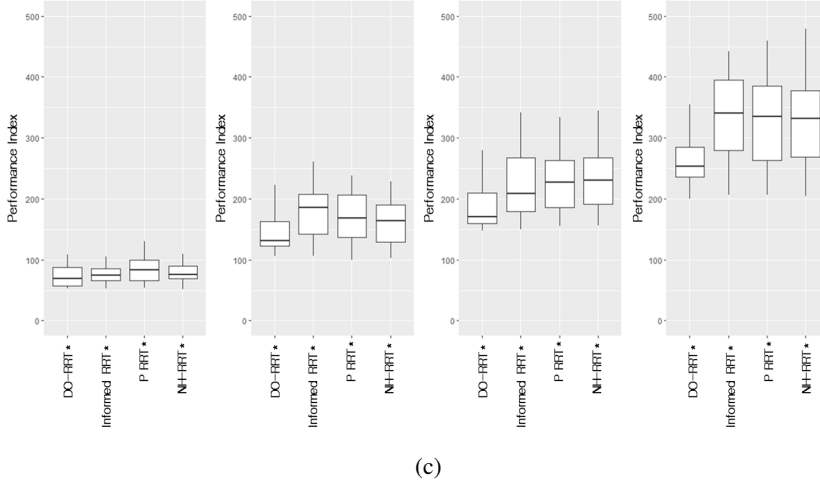 Performance Index
500
400
300
200
100
0
DO-RRT*
Informed RRT*
P RRT*
NH-RRT*
Performance Index
500
400
300
200
100
0
DO-RRT*
Informed RRT*
P RRT*
NH-RRT*
Performance Index
500
400
300
200
100
0
DO-RRT*
Informed RRT*
P RRT*
NH-RRT*
Performance Index
500
400
300
200
100
0
DO-RRT*
Informed RRT*
P RRT*
NH-RRT*
(c)